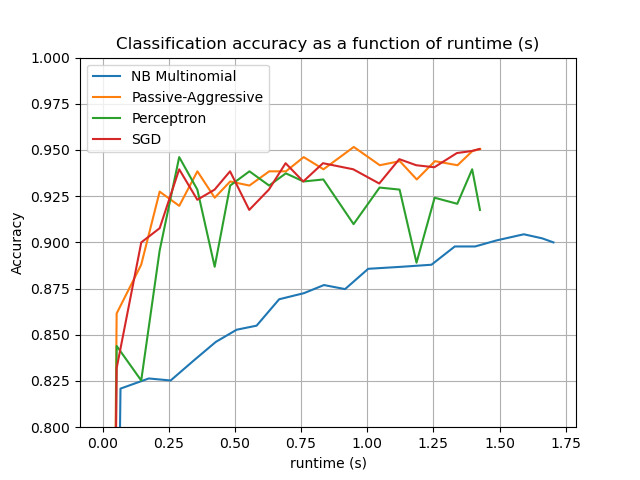 Classification accuracy as a function of runtime (s)
1.000
0.975
0.950
0.925
0.900
0.875
0.850
0.825
0.800
Accuracy
NB Multinomial
Passive-Aggressive
Perceptron
SGD
0.00 0.25 0.50 0.75 1.00 1.25 1.50 1.75
runtime (s)